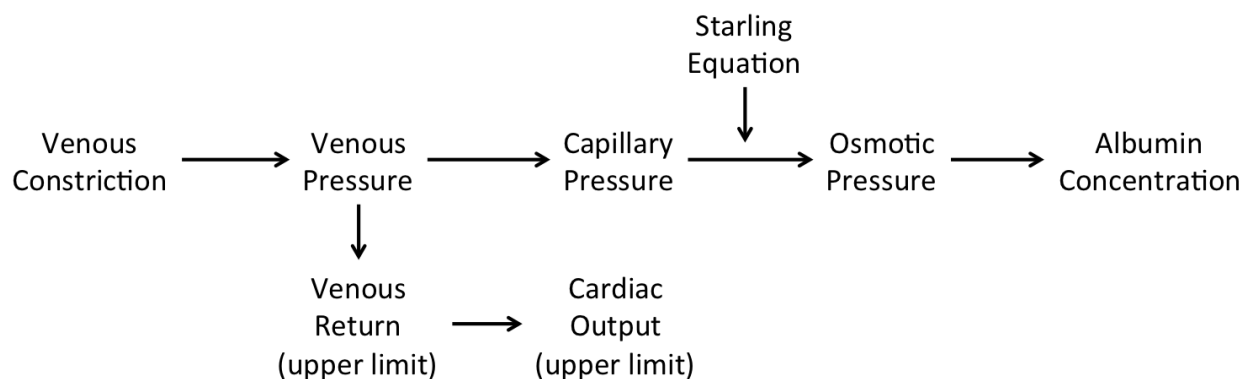 Starling
Equation
Venous
Constriction
Venous
Pressure
Capillary
Pressure
Osmotic
Pressure
Albumin
Concentration
Venous
Return
(upper limit)
Cardiac
Output
(upper limit)